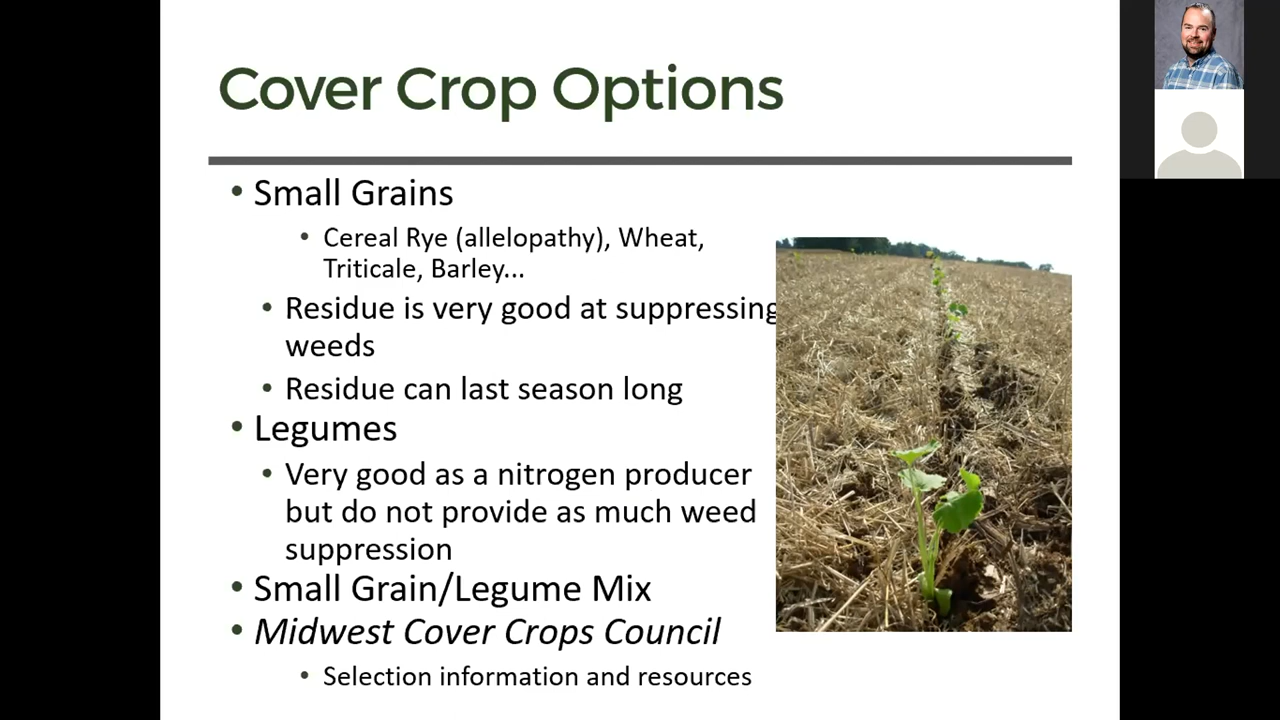 Cover Crop Options
• Small Grains
• Cereal Rye (allelopathy), Wheat,
Triticale, Barley...
• Residue is very good at suppressing
weeds
• Residue can last season long
• Legumes
• Very good as a nitrogen producer
but do not provide as much weed
suppression
• Small Grain/Legume Mix
• Midwest Cover Crops Council
• Selection information and resources